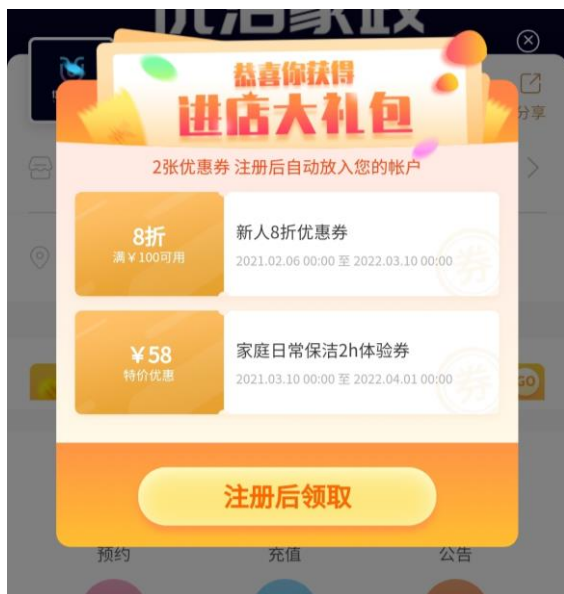 恭喜你获得
进店大礼包
分享
2张优惠券 注册后自动放入您的帐户
8折
满￥100可用
新人8折优惠券
2021.02.06 00:00 至 2022.03.10 00:00
券
￥58
特价优惠
家庭日常保洁2h体验券
2021.03.10 00:00 至 2022.04.01 00:00
券
GO
注册后领取
预约
充值
公告